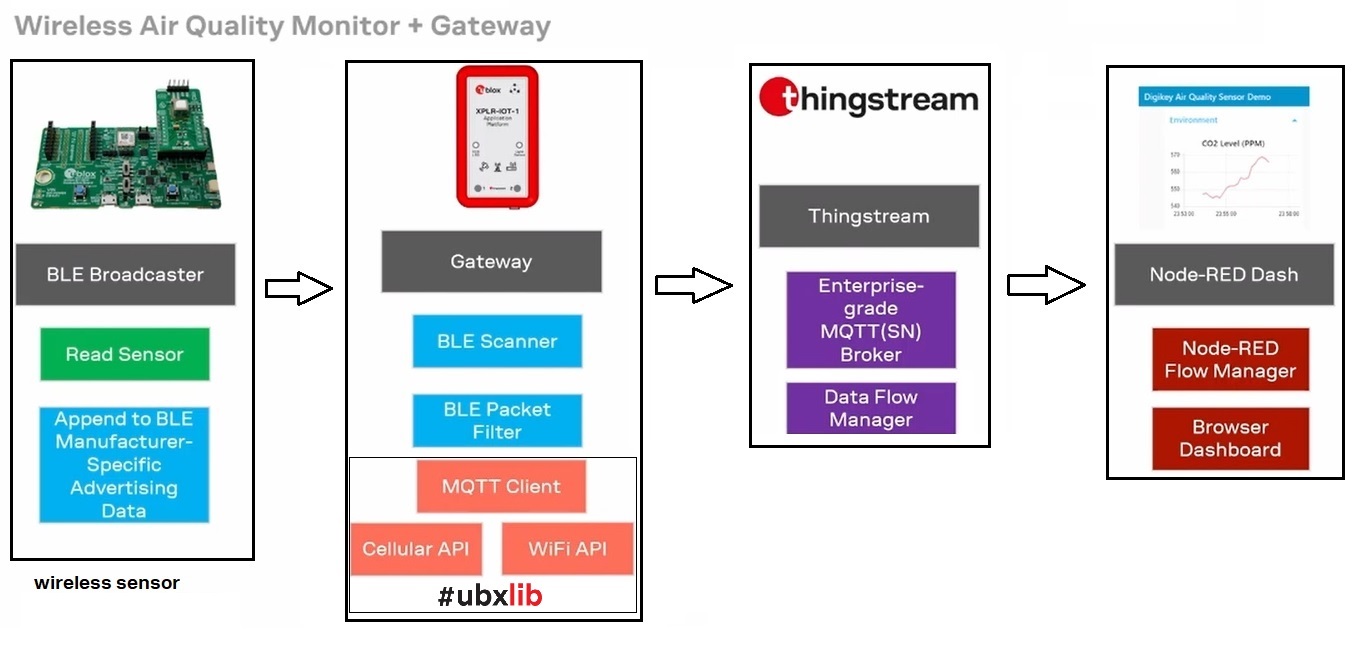 Wireless Air Quality Monitor + Gateway
blox
BLE Broadcaster
Read Sensor
Append to BLE
Manufacturer-
Specific
Advertising
Data
wireless sensor
blox
XPLR-IOT-1
Application
Platform
1
2
Gateway
BLE Scanner
BLE Packet
Filter
MQTT Client
Cellular API
WiFi API
#ubxlib
thingstream
Thingstream
Enterprise-
grade
MQTT(SN)
Broker
Data Flow
Manager
Digikey Air Quality Sensor Demo
Environment
CO2 Level (PPM)
570
560
550
540
23:53:00
23:55:00
23:58:00
Node-RED Dash
Node-RED
Flow Manager
Browser
Dashboard